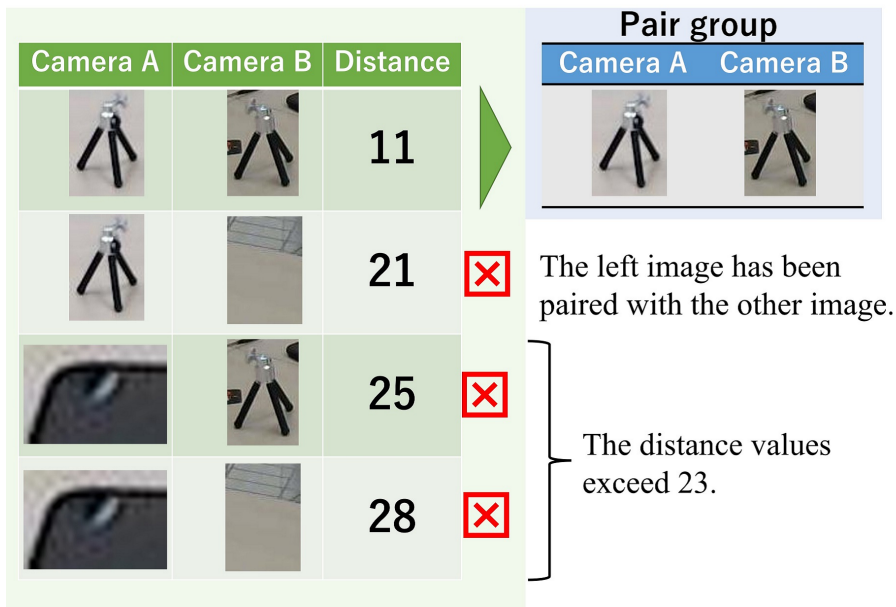 Pair group
Camera A Camera B Distance
Camera A Camera B
11
21
The left image has been
paired with the other image.
25
The distance values
exceed 23.
28